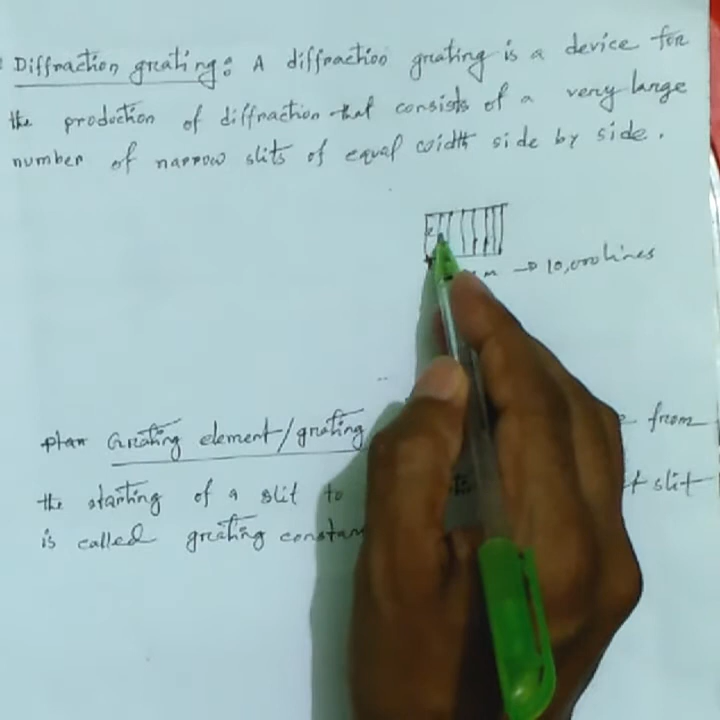 Diffraction grating: A diffraction grating is a device for
the production of diffraction that consists of a very large
number of narrow slits of equal width side by side.
m → 10,000 lines
Grating element/grating from
the starting of a slit to slit
is called grating constan